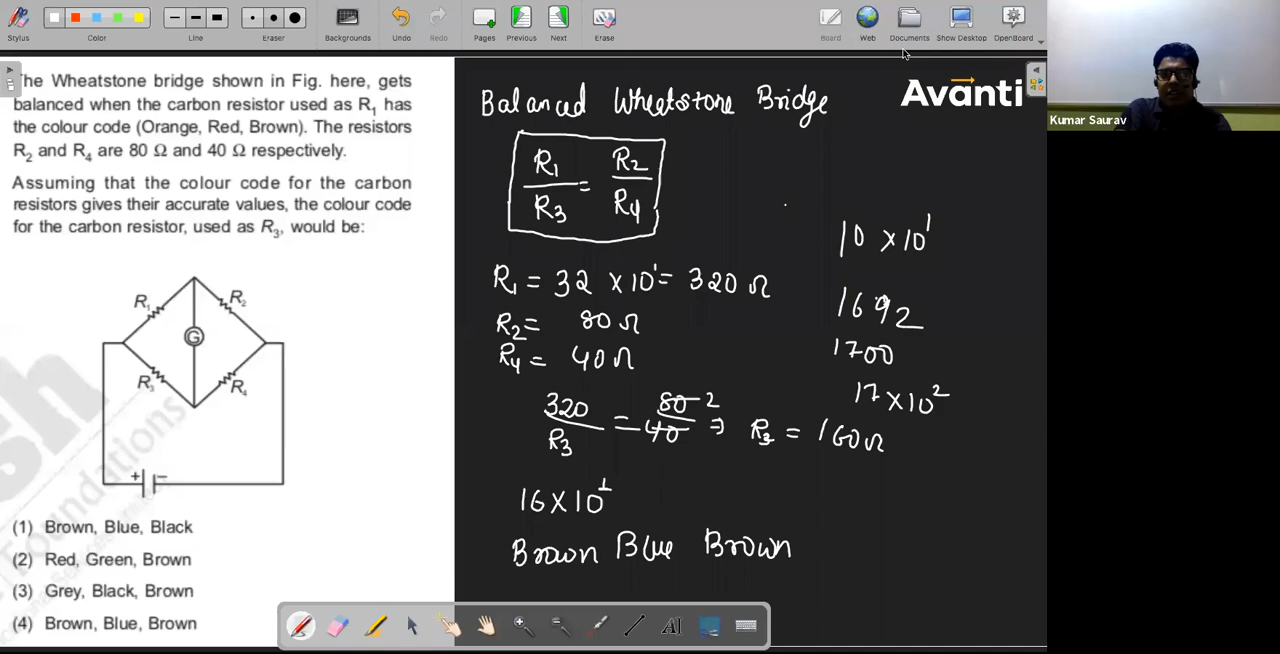 Stylus
Color
Line
Eraser
Backgrounds
Undo
Redo
Pages
Previous
Next
Erase
Board
Web
Documents
Show Desktop
OpenBoard
The Wheatstone bridge shown in Fig. here, gets
balanced when the carbon resistor used as R₁ has
the colour code (Orange, Red, Brown). The resistors
R₂ and R₄ are 80 Ω and 40 Ω respectively.
Assuming that the colour code for the carbon
resistors gives their accurate values, the colour code
for the carbon resistor, used as R₃, would be:
R₁
R₂
G
R₃
R₄
+ −
(1) Brown, Blue, Black
(2) Red, Green, Brown
(3) Grey, Black, Brown
(4) Brown, Blue, Brown
Balanced Wheatstone Bridge
R₁/R₃ = R₂/R₄
R₁ = 32 × 10¹ = 320 Ω
R₂ = 80 Ω
R₄ = 40 Ω
320/R₃ = 80/40 2 ⇒ R₃ = 160 Ω
16 × 10¹
Brown Blue Brown
10 × 10¹
1692
1700
17 × 10²
Avanti
Kumar Saurav
AI